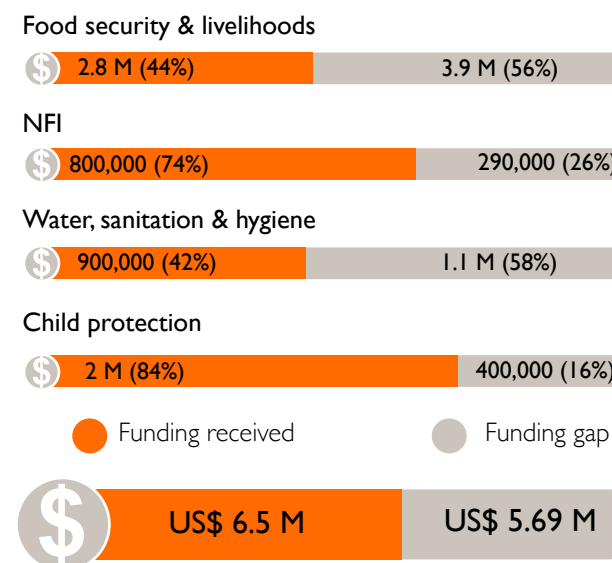 Food security & livelihoods
$ 2.8 M (44%) 3.9 M (56%)
NFI
$ 800,000 (74%) 290,000 (26%)
Water, sanitation & hygiene
$ 900,000 (42%) 1.1 M (58%)
Child protection
$ 2 M (84%) 400,000 (16%)
Funding received Funding gap
$ US$ 6.5 M US$ 5.69 M